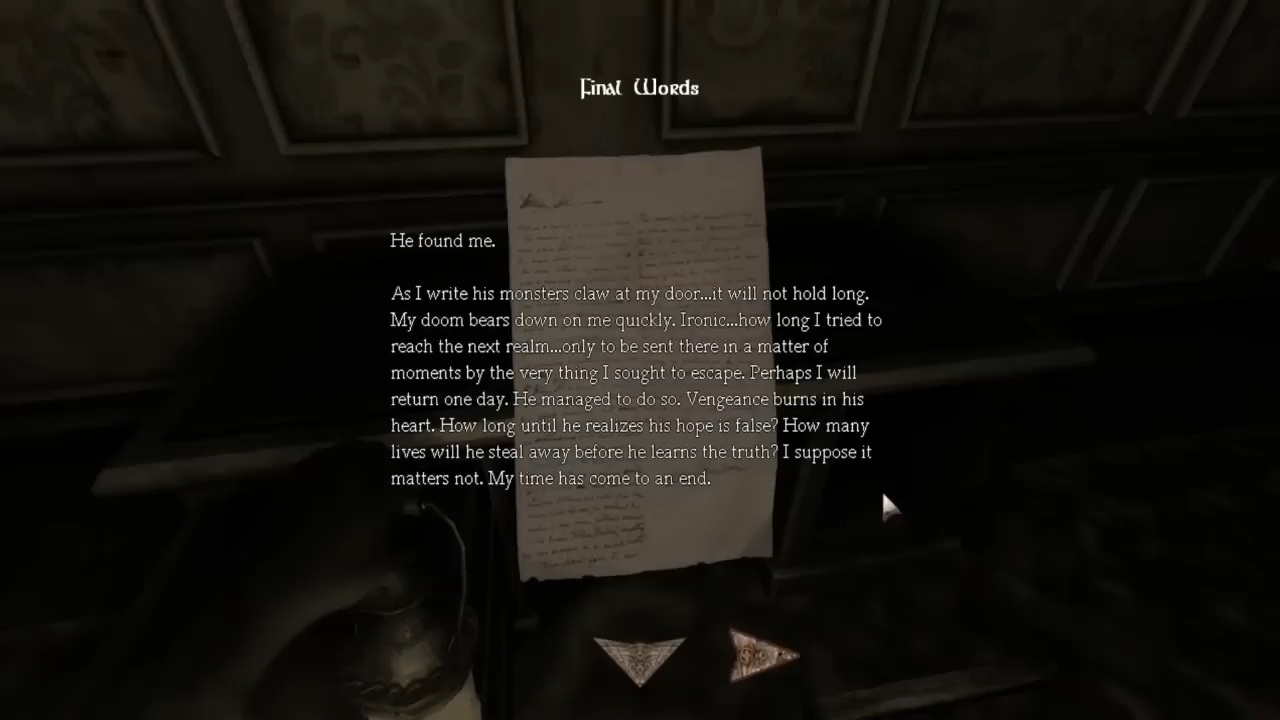 Final Words
He found me.
As I write his monsters claw at my door...it will not hold long.
My doom bears down on me quickly. Ironic...how long I tried to
reach the next realm...only to be sent there in a matter of
moments by the very thing I sought to escape. Perhaps I will
return one day. He managed to do so. Vengeance burns in his
heart. How long until he realizes his hope is false? How many
lives will he steal away before he learns the truth? I suppose it
matters not. My time has come to an end.